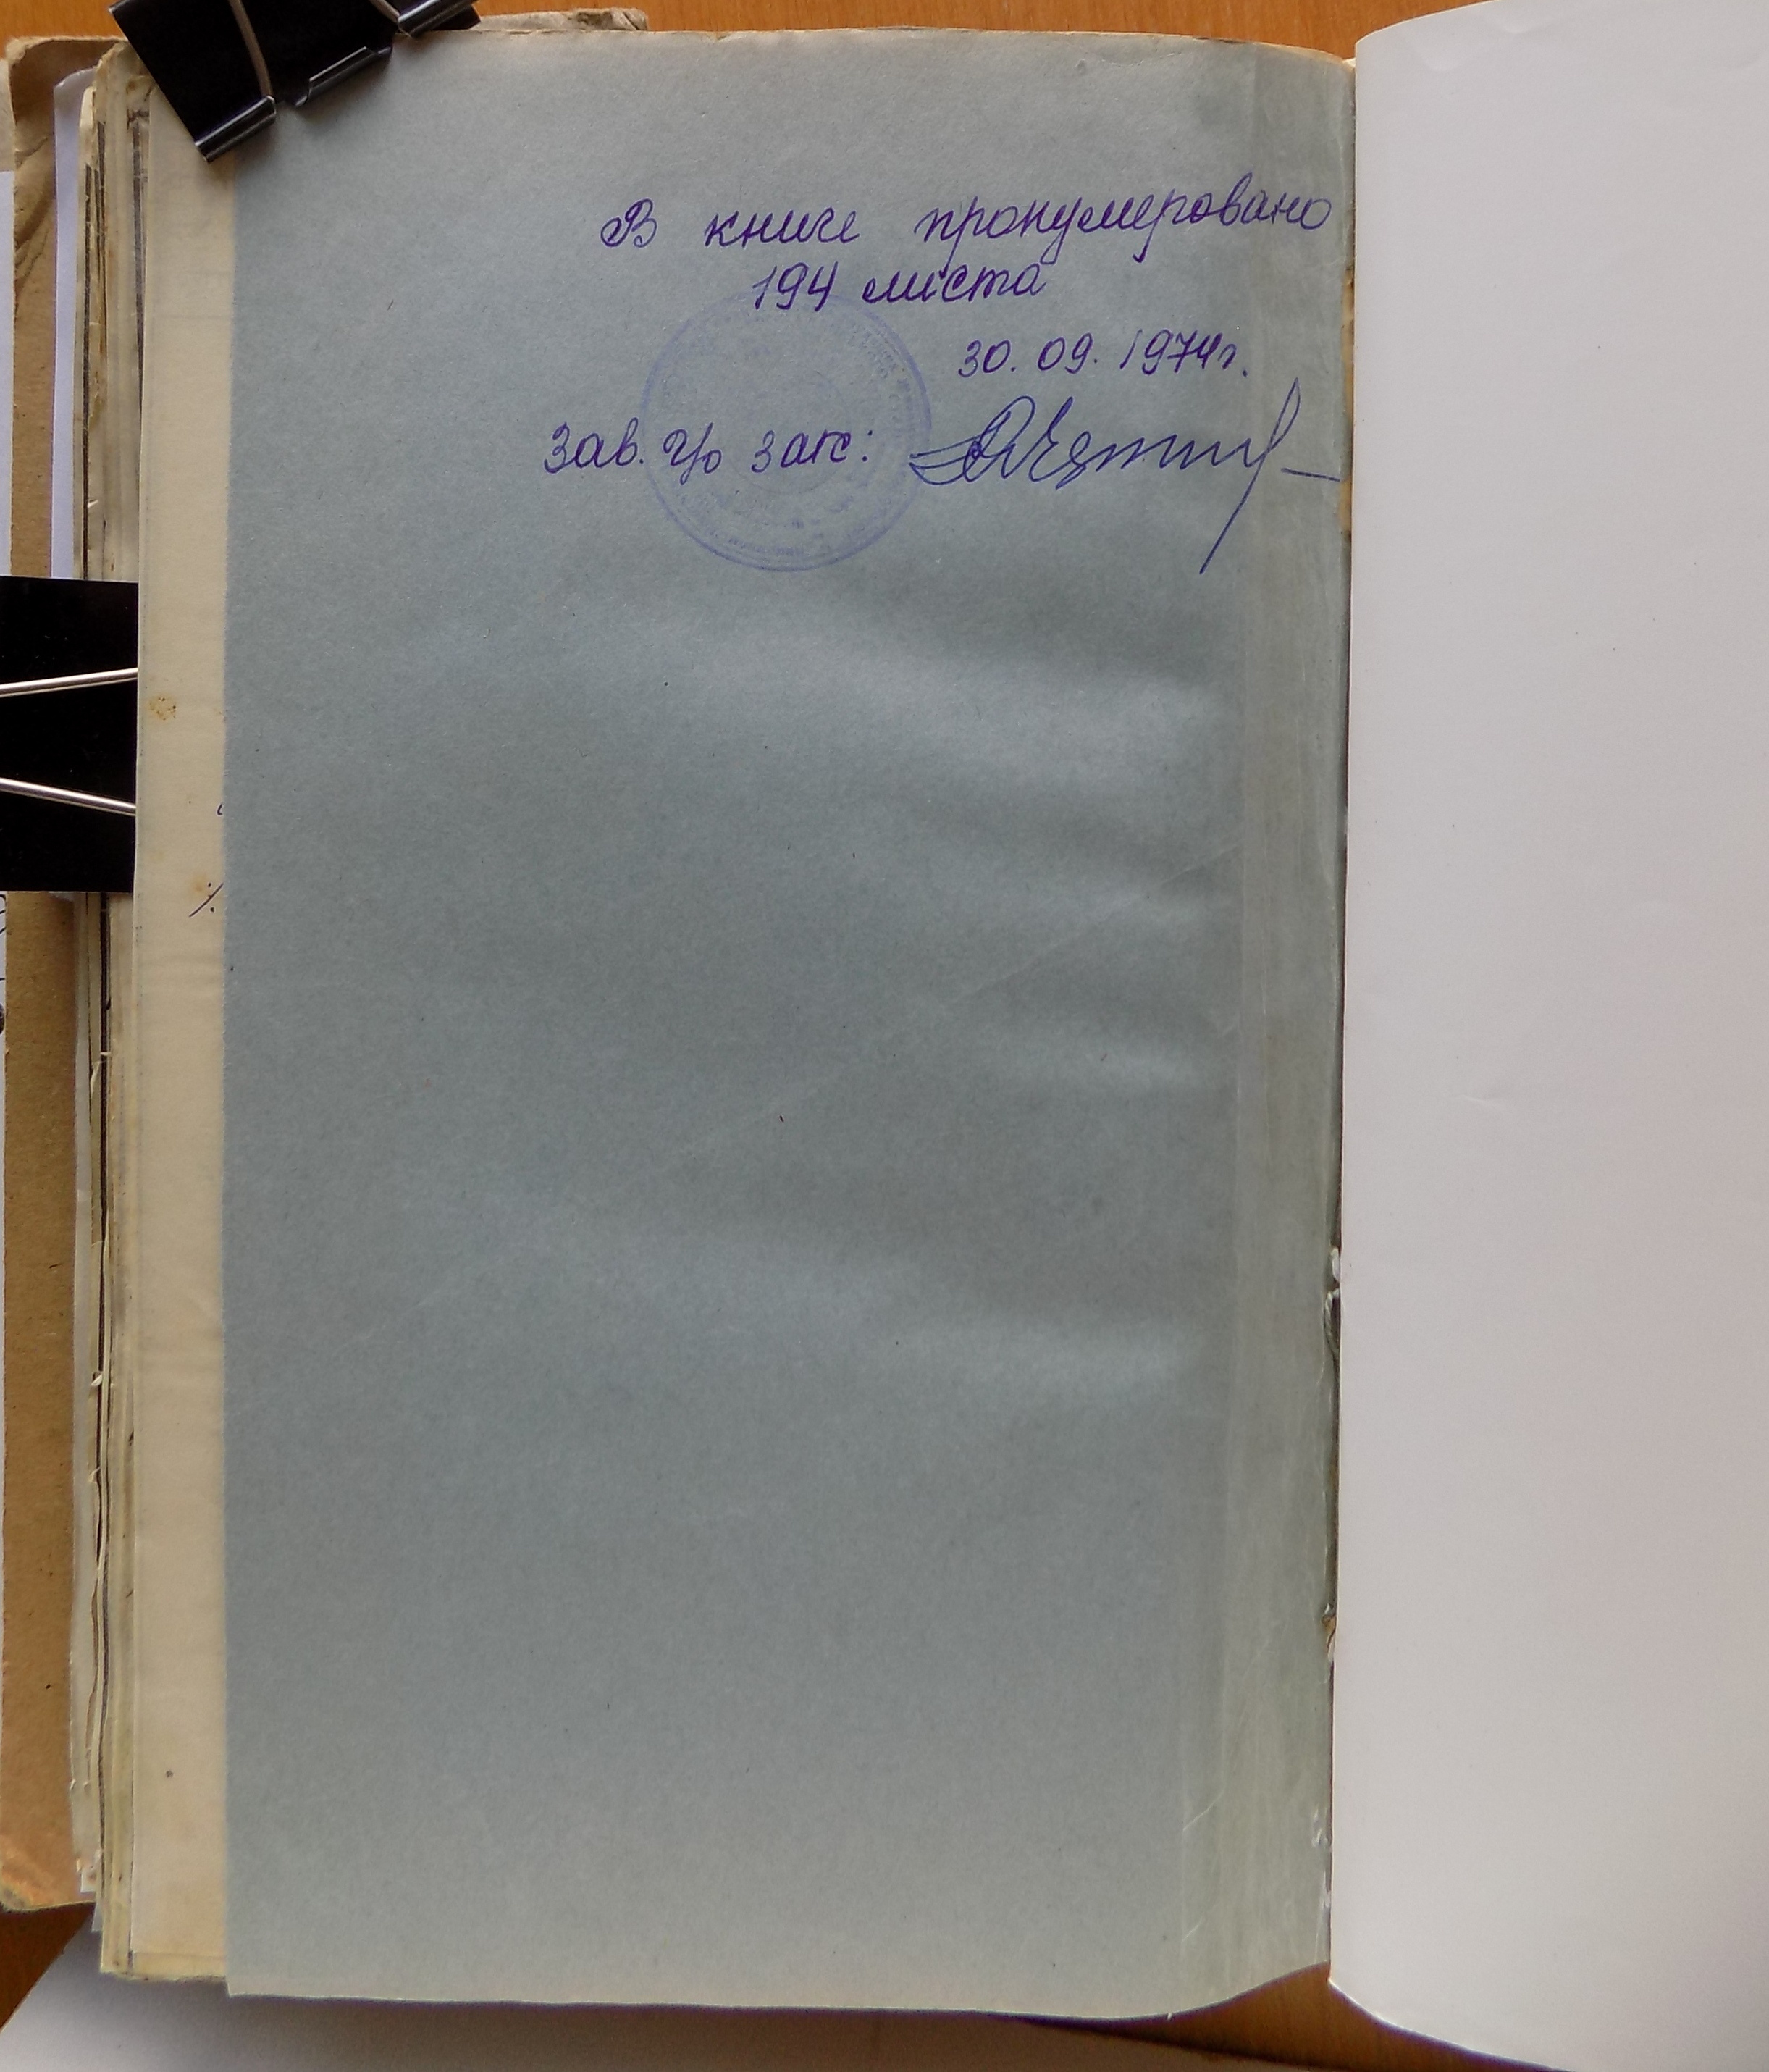 В книге пронумеровано
194 листа
30.09.1974г.
Зав. г/о загс: